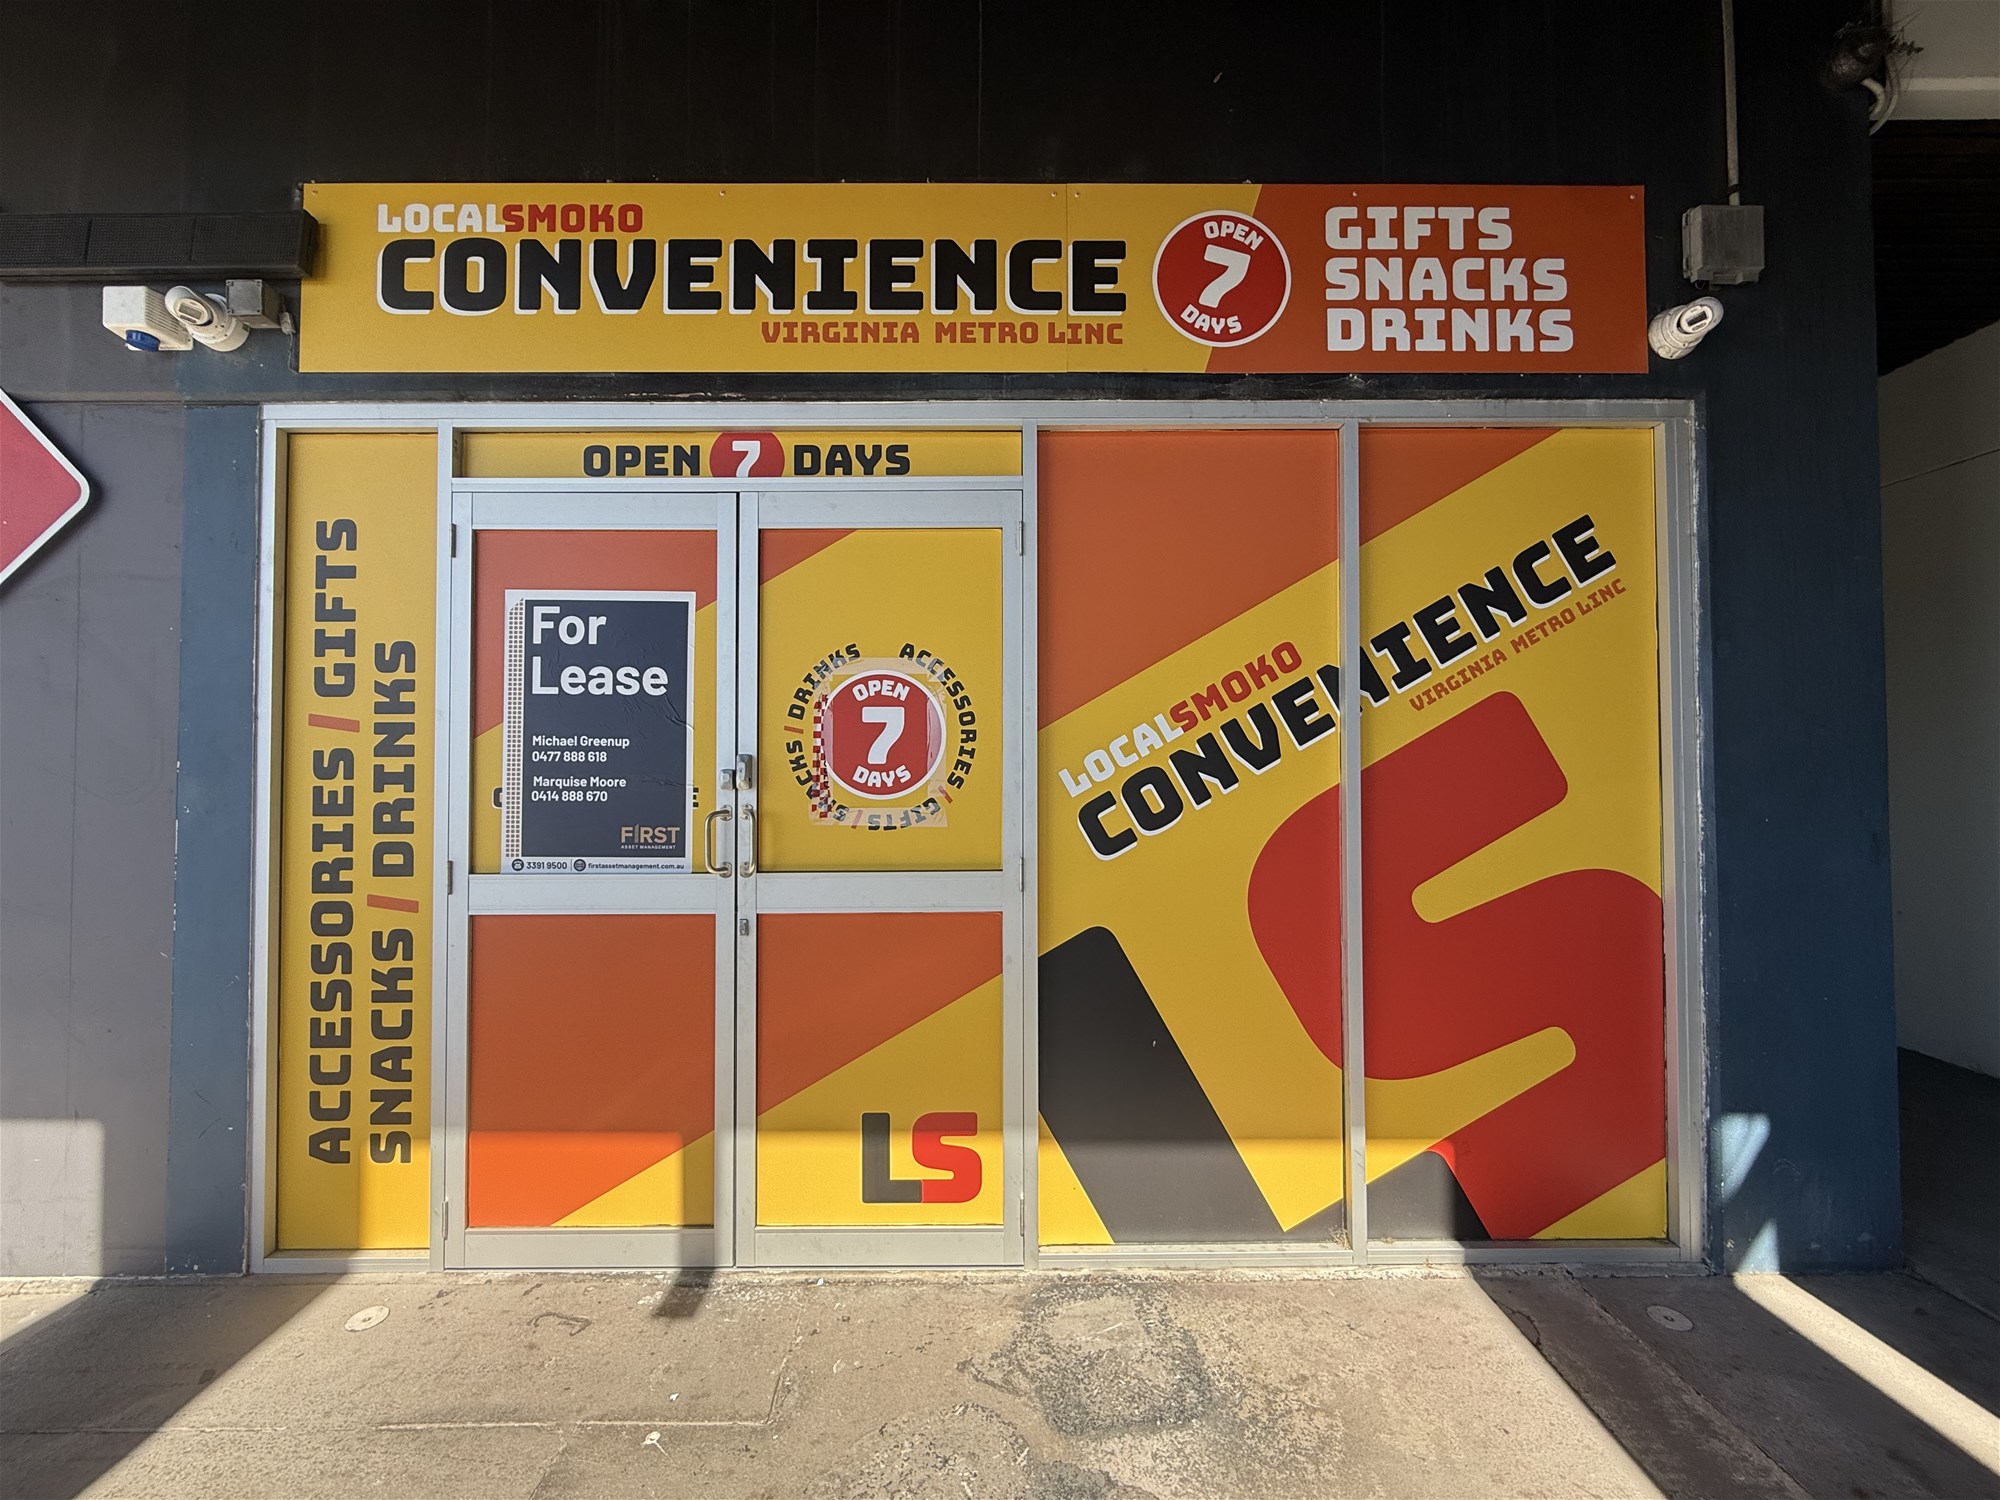 LOCALSMOKO
CONVENIENCE
VIRGINIA METRO LINC
OPEN
7
DAYS
GIFTS
SNACKS
DRINKS
OPEN 7 DAYS
ACCESSORIES / GIFTS
SNACKS / DRINKS
For
Lease
Michael Greenup
0477 888 618
Marquise Moore
0414 888 670
FIRST
ASSET MANAGEMENT
3391 9500 | firstassetmanagement.com.au
SNACKS / DRINKS
ACCESSORIES / GIFTS /
OPEN
7
DAYS
LS
LOCALSMOKO
CONVENIENCE
VIRGINIA METRO LINC
LS